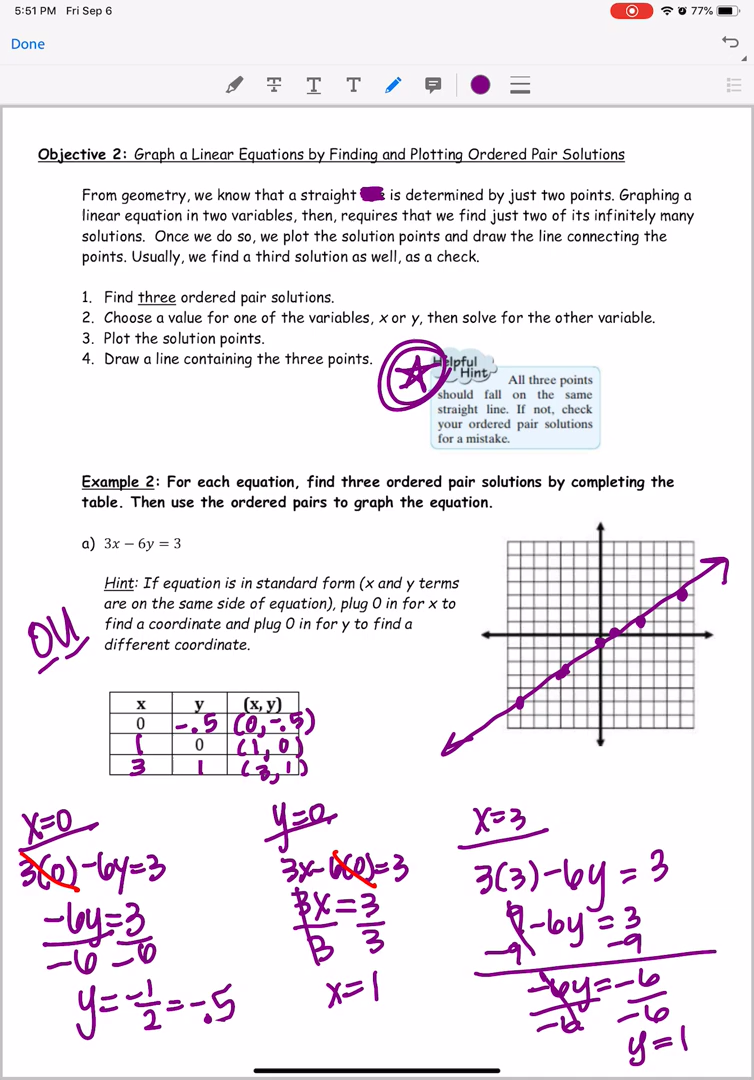 5:51 PM Fri Sep 6
77%
Done
T T T
Objective 2: Graph a Linear Equations by Finding and Plotting Ordered Pair Solutions
From geometry, we know that a straight is determined by just two points. Graphing a
linear equation in two variables, then, requires that we find just two of its infinitely many
solutions. Once we do so, we plot the solution points and draw the line connecting the
points. Usually, we find a third solution as well, as a check.
1. Find three ordered pair solutions.
2. Choose a value for one of the variables, x or y, then solve for the other variable.
3. Plot the solution points.
4. Draw a line containing the three points.
Helpful
Hint
All three points
should fall on the same
straight line. If not, check
your ordered pair solutions
for a mistake.
Example 2: For each equation, find three ordered pair solutions by completing the
table. Then use the ordered pairs to graph the equation.
a) 3x − 6y = 3
Hint: If equation is in standard form (x and y terms
are on the same side of equation), plug 0 in for x to
find a coordinate and plug 0 in for y to find a
different coordinate.
x y (x, y)
0 -.5 (0, -.5)
1 0 (1, 0)
3 1 (3, 1)
x=0
3(0)-6y=3
-6y=3
-6 -6
y=-1/2=-.5
y=0
3x-6(0)=3
3x=3
3 3
x=1
x=3
3(3)-6y=3
9-6y=3
-9 -9
-6y=-6
-6 -6
y=1